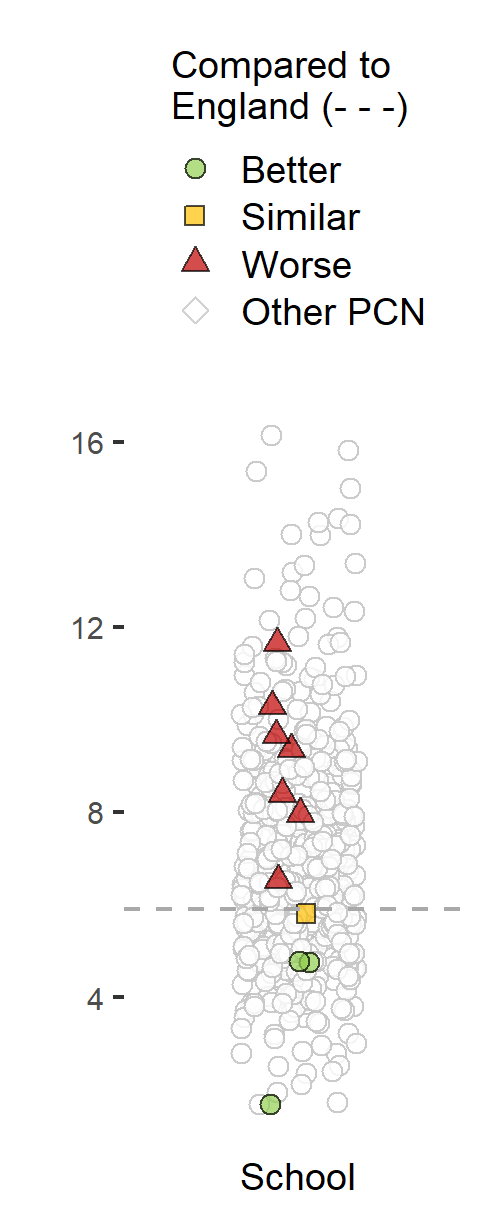 Compared to
England (- - -)
Better
Similar
Worse
Other PCN
16
12
8
4
School